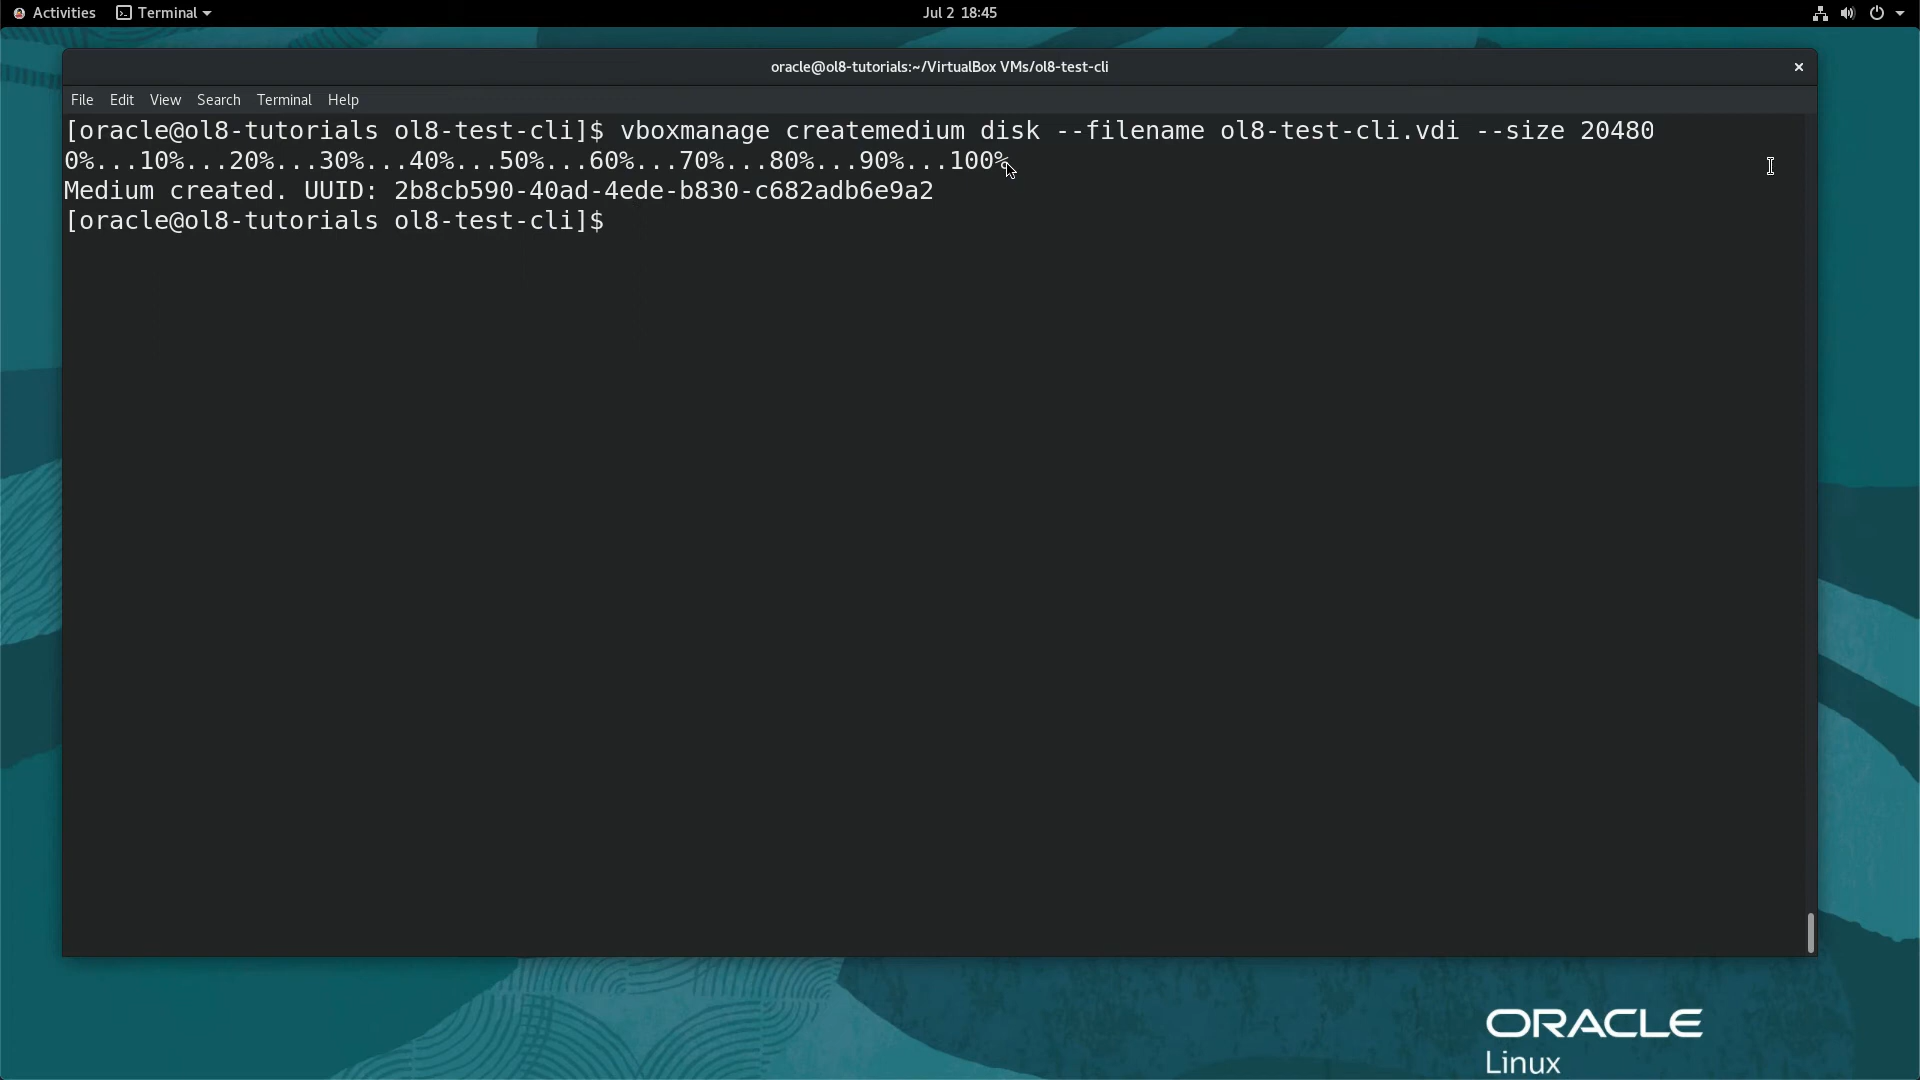 Activities Terminal Jul 2 18:45
oracle@ol8-tutorials:~/VirtualBox VMs/ol8-test-cli ×
File Edit View Search Terminal Help
[oracle@ol8-tutorials ol8-test-cli]$ vboxmanage createmedium disk --filename ol8-test-cli.vdi --size 20480
0%...10%...20%...30%...40%...50%...60%...70%...80%...90%...100%
Medium created. UUID: 2b8cb590-40ad-4ede-b830-c682adb6e9a2
[oracle@ol8-tutorials ol8-test-cli]$
ORACLE
Linux